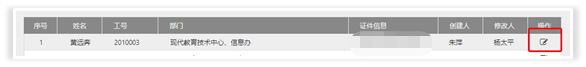 序号 姓名 工号 部门 证件信息 创建人 修改人 操作
1 黄远奔 2010003 现代教育技术中心、信息办 朱萍 杨太平